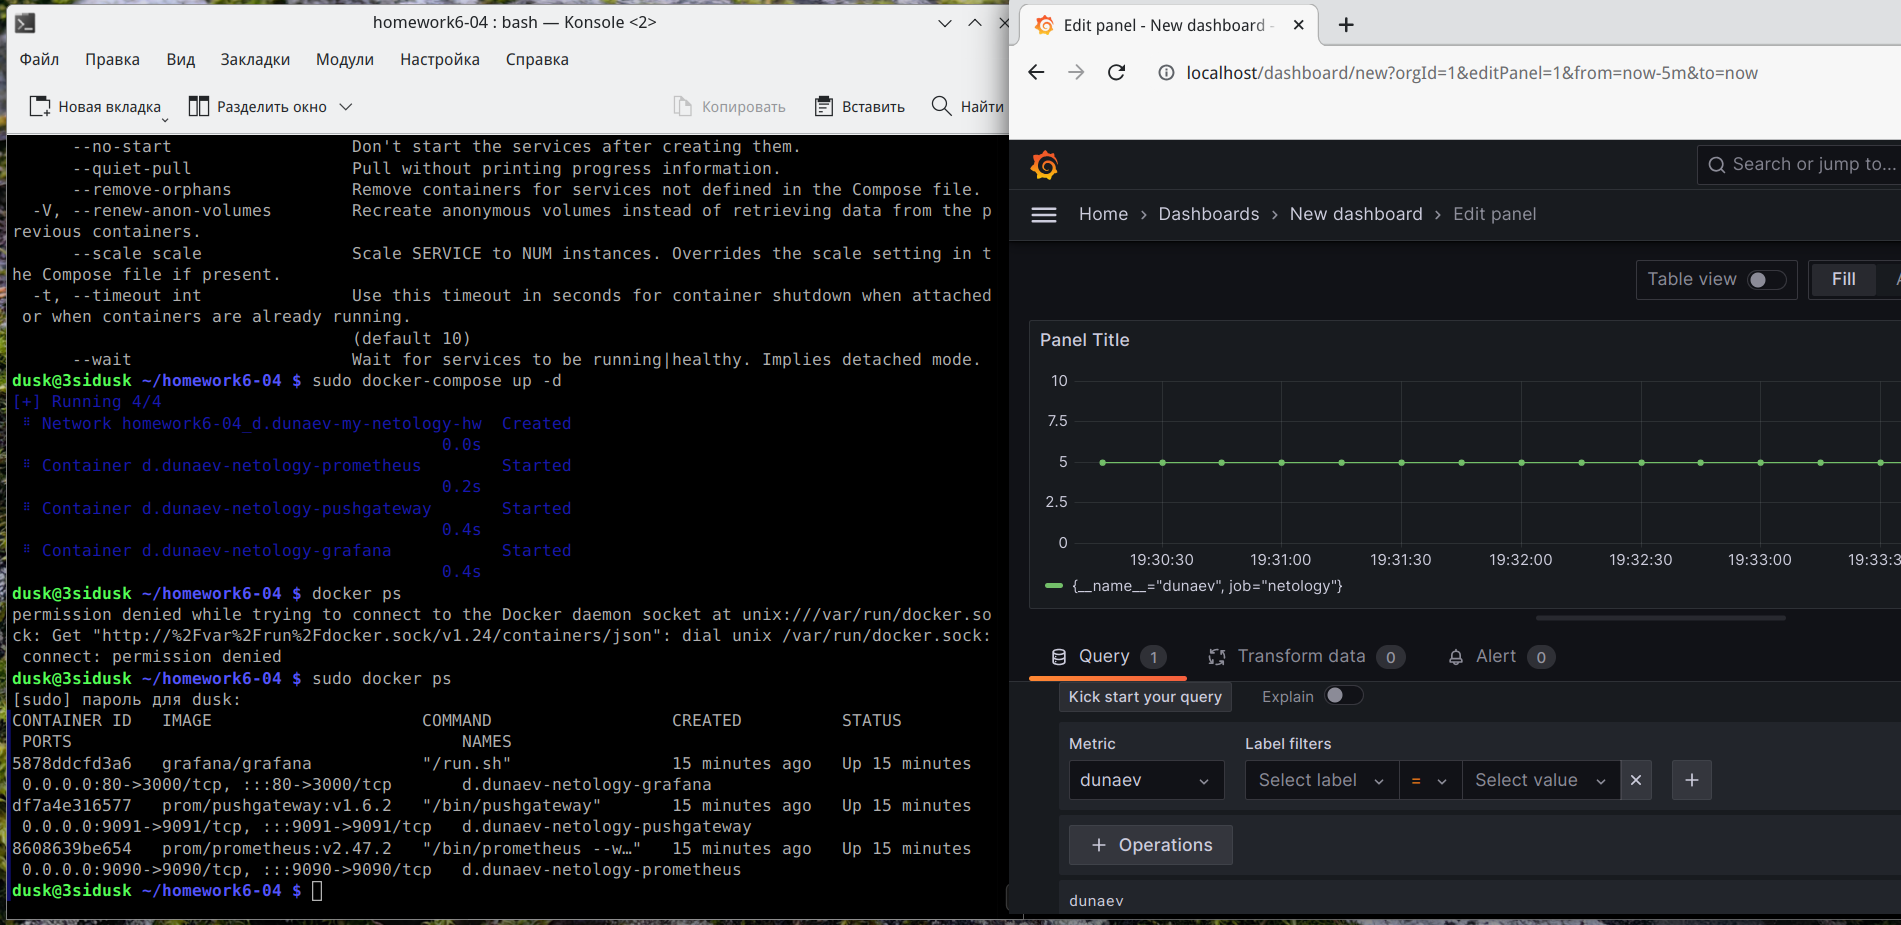 homework6-04 : bash — Konsole <2>
Файл Правка Вид Закладки Модули Настройка Справка
Новая вкладка Разделить окно Копировать Вставить Найти
--no-start Don't start the services after creating them.
--quiet-pull Pull without printing progress information.
--remove-orphans Remove containers for services not defined in the Compose file.
-V, --renew-anon-volumes Recreate anonymous volumes instead of retrieving data from the p
revious containers.
--scale scale Scale SERVICE to NUM instances. Overrides the scale setting in t
he Compose file if present.
-t, --timeout int Use this timeout in seconds for container shutdown when attached
or when containers are already running.
(default 10)
--wait Wait for services to be running|healthy. Implies detached mode.
dusk@3sidusk ~/homework6-04 $ sudo docker-compose up -d
[+] Running 4/4
⠿ Network homework6-04_d.dunaev-my-netology-hw Created
0.0s
⠿ Container d.dunaev-netology-prometheus Started
0.2s
⠿ Container d.dunaev-netology-pushgateway Started
0.4s
⠿ Container d.dunaev-netology-grafana Started
0.4s
dusk@3sidusk ~/homework6-04 $ docker ps
permission denied while trying to connect to the Docker daemon socket at unix:///var/run/docker.so
ck: Get "http://%2Fvar%2Frun%2Fdocker.sock/v1.24/containers/json": dial unix /var/run/docker.sock:
connect: permission denied
dusk@3sidusk ~/homework6-04 $ sudo docker ps
[sudo] пароль для dusk:
CONTAINER ID IMAGE COMMAND CREATED STATUS
PORTS NAMES
5878ddcfd3a6 grafana/grafana "/run.sh" 15 minutes ago Up 15 minutes
0.0.0.0:80->3000/tcp, :::80->3000/tcp d.dunaev-netology-grafana
df7a4e316577 prom/pushgateway:v1.6.2 "/bin/pushgateway" 15 minutes ago Up 15 minutes
0.0.0.0:9091->9091/tcp, :::9091->9091/tcp d.dunaev-netology-pushgateway
8608639be654 prom/prometheus:v2.47.2 "/bin/prometheus --w…" 15 minutes ago Up 15 minutes
0.0.0.0:9090->9090/tcp, :::9090->9090/tcp d.dunaev-netology-prometheus
dusk@3sidusk ~/homework6-04 $
Edit panel - New dashboard -
localhost/dashboard/new?orgId=1&editPanel=1&from=now-5m&to=now
Search or jump to...
Home › Dashboards › New dashboard › Edit panel
Table view Fill
Panel Title
10
7.5
5
2.5
0
19:30:30 19:31:00 19:31:30 19:32:00 19:32:30 19:33:00 19:33:3
{__name__="dunaev", job="netology"}
Query 1 Transform data 0 Alert 0
Kick start your query Explain
Metric Label filters
dunaev Select label = Select value
+ Operations
dunaev